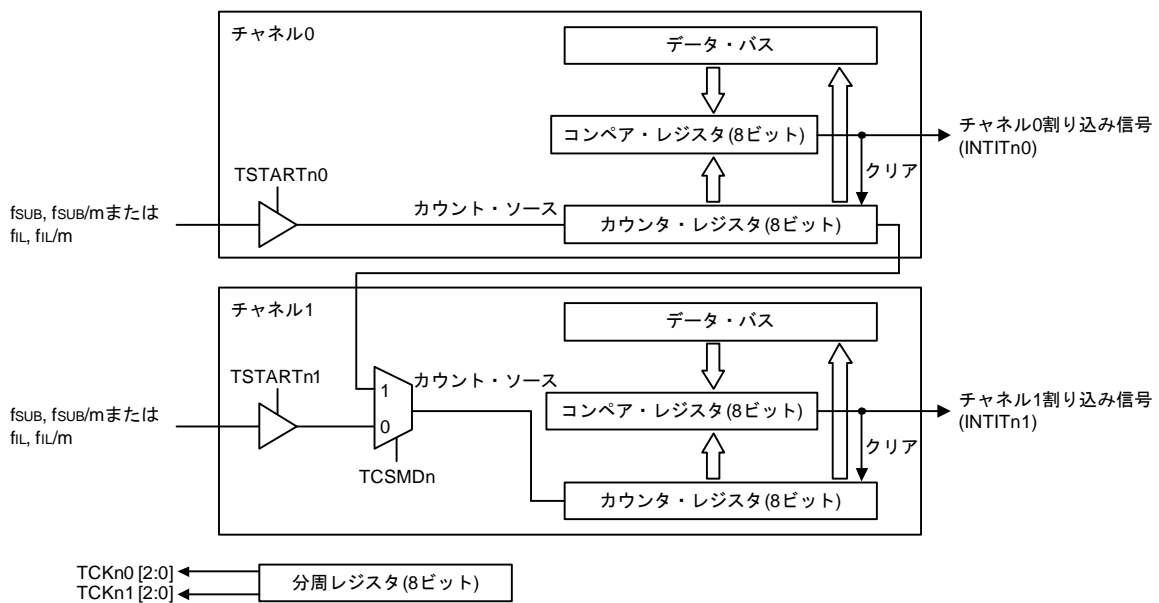 チャネル0
データ・バス
コンペア・レジスタ(8ビット)
チャネル0割り込み信号
(INTITn0)
クリア
TSTARTn0
fSUB, fSUB/mまたは
fIL, fIL/m
カウント・ソース
カウンタ・レジスタ(8ビット)
チャネル1
データ・バス
TSTARTn1
1
カウント・ソース
コンペア・レジスタ(8ビット)
チャネル1割り込み信号
(INTITn1)
fSUB, fSUB/mまたは
fIL, fIL/m
0
クリア
TCSMDn
カウンタ・レジスタ(8ビット)
TCKn0 [2:0]
TCKn1 [2:0]
分周レジスタ(8ビット)